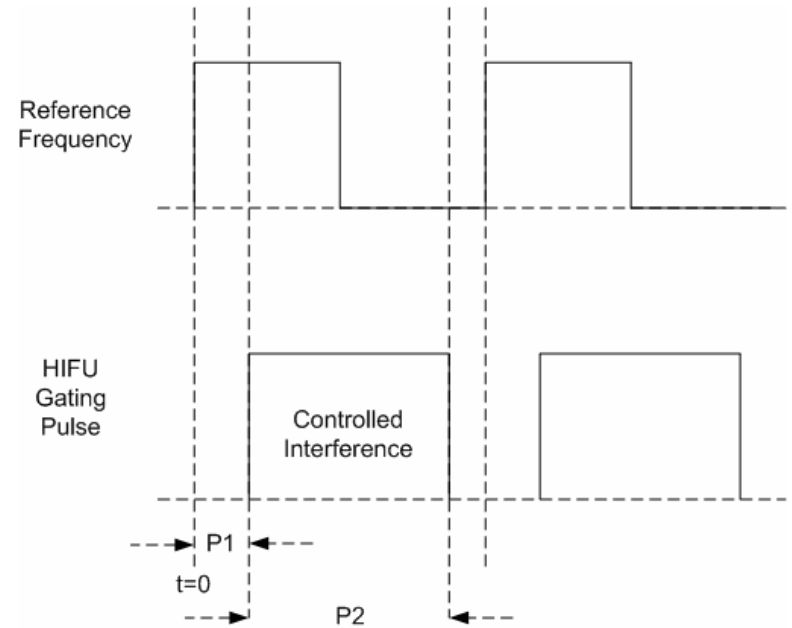 Reference
Frequency
HIFU
Gating
Pulse
Controlled
Interference
P1
t=0
P2